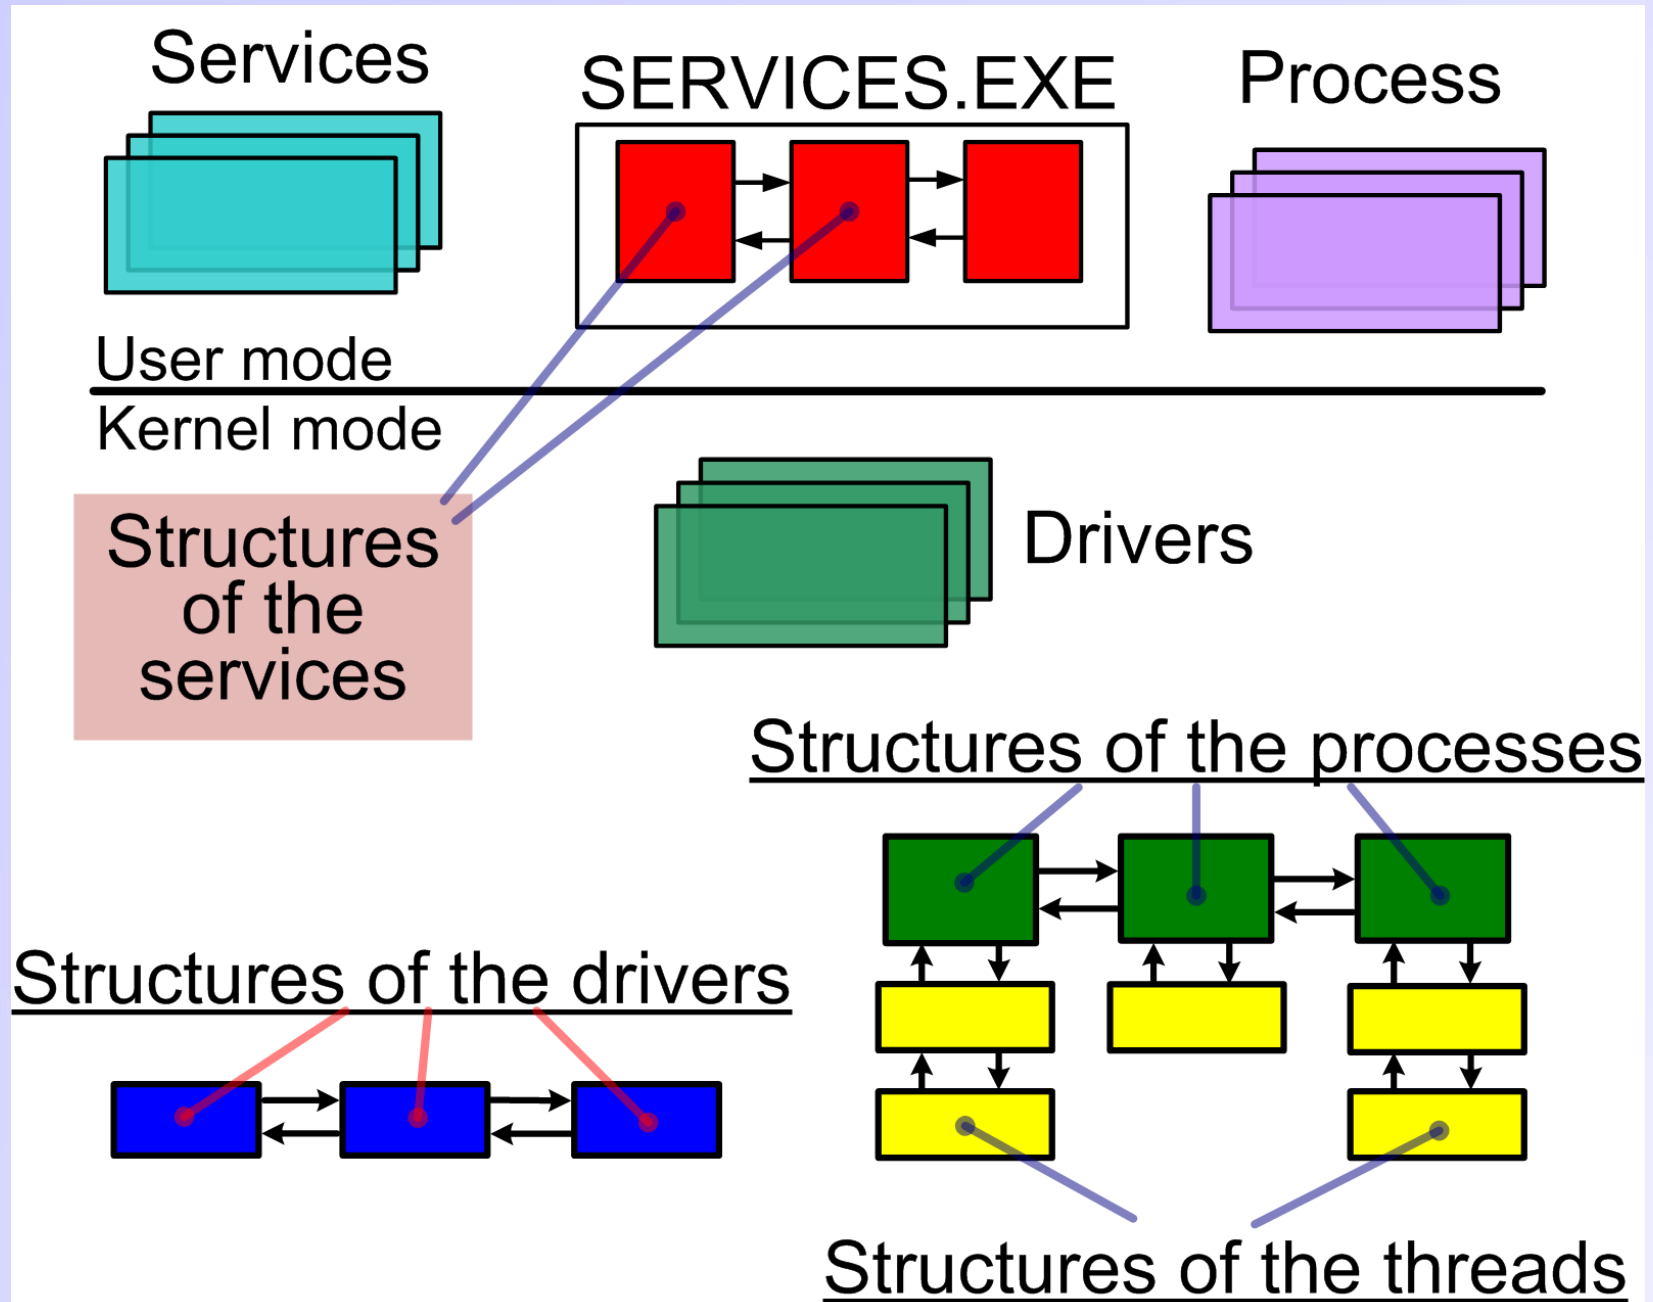 Services
SERVICES.EXE
Process
User mode
Kernel mode
Structures
of the
services
Drivers
Structures of the processes
Structures of the drivers
Structures of the threads